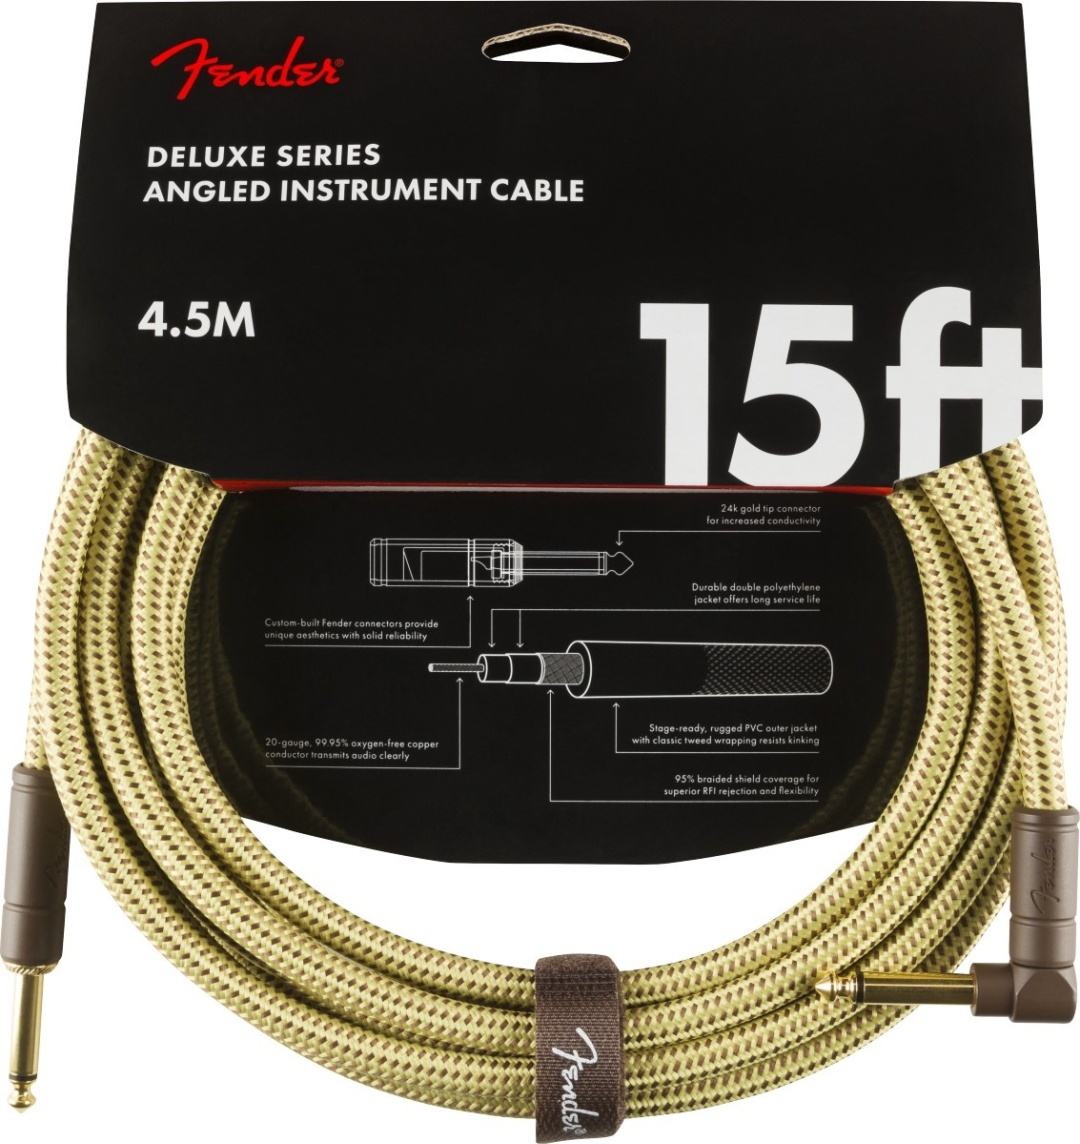 Fender®
DELUXE SERIES
ANGLED INSTRUMENT CABLE
4.5M
15ft
24k gold tip connector
for increased conductivity
Durable double polyethylene
jacket offers long service life
Custom-built Fender connectors provide
unique aesthetics with solid reliability
Stage-ready, rugged PVC outer jacket
with classic tweed wrapping resists kinking
20-gauge, 99.95% oxygen-free copper
conductor transmits audio clearly
95% braided shield coverage for
superior RFI rejection and flexibility
Fender
Fender
Fender®